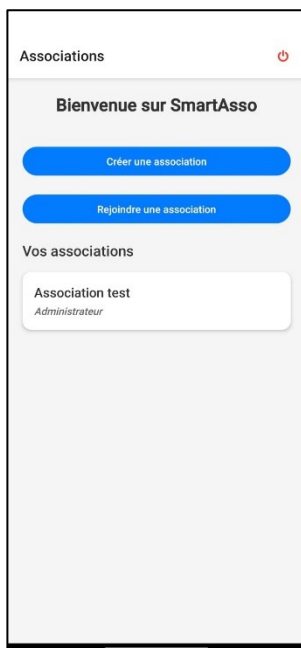 Associations
Bienvenue sur SmartAsso
Créer une association
Rejoindre une association
Vos associations
Association test
Administrateur